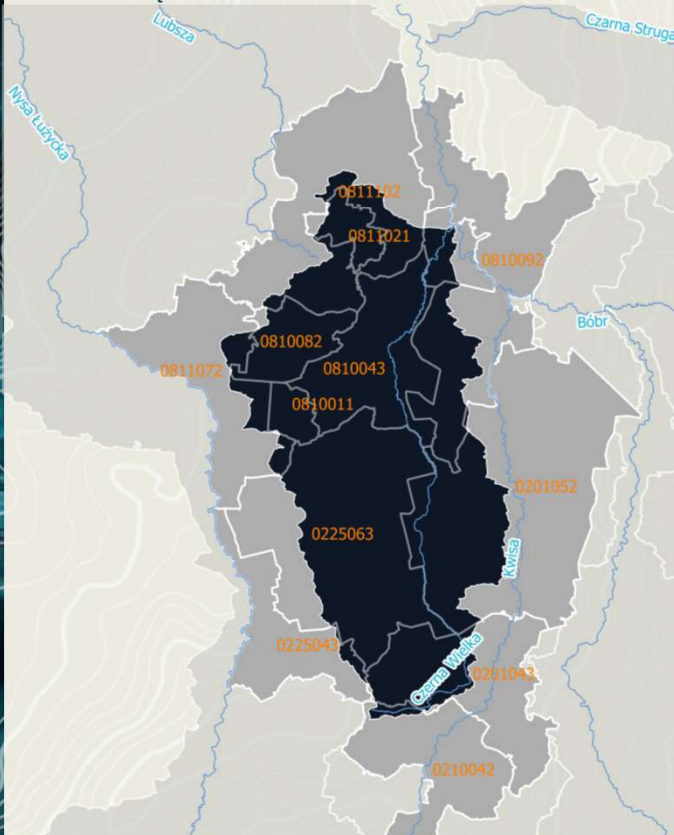 Lubsza
Czarna Struga
Nysa Łużycka
0811102
0811021
0810092
Bóbr
0810082
0811072
0810043
0810011
0201052
0225063
Kwisa
0225043
Czerna Wielka
0201043
0210042